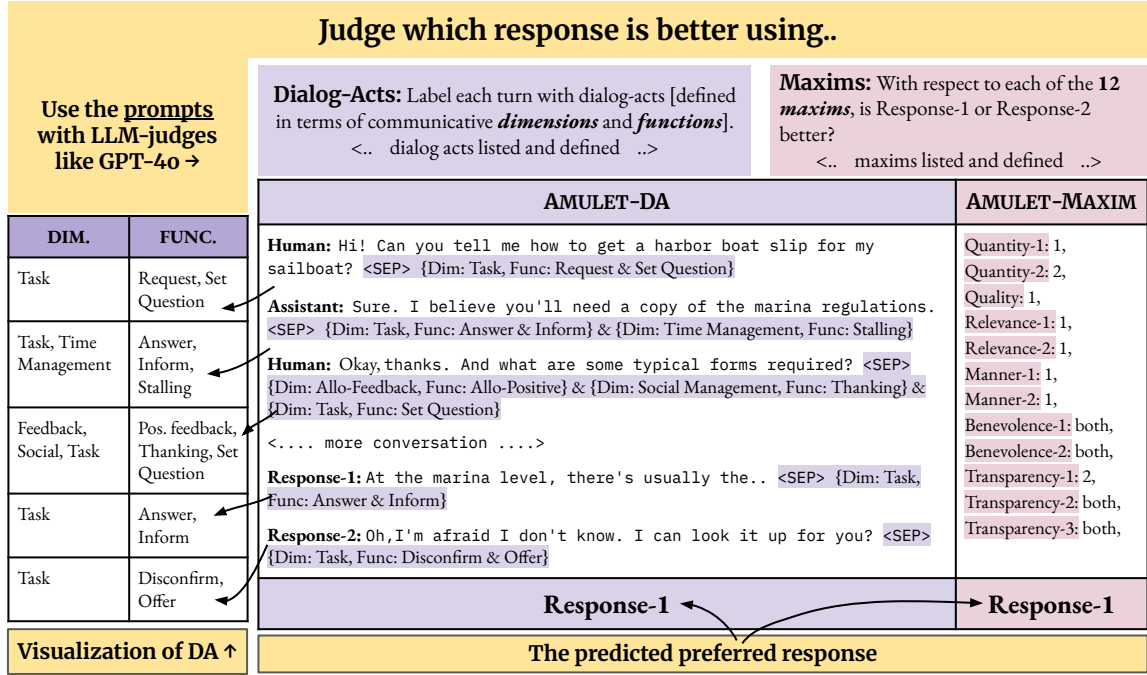 Judge which response is better using..
Use the prompts
with LLM-judges
like GPT-4o →
Dialog-Acts: Label each turn with dialog-acts [defined
in terms of communicative dimensions and functions].
<.. dialog acts listed and defined ..>
Maxims: With respect to each of the 12
maxims, is Response-1 or Response-2
better?
<.. maxims listed and defined ..>
DIM.
FUNC.
Task
Request, Set
Question
Task, Time
Management
Answer,
Inform,
Stalling
Feedback,
Social, Task
Pos. feedback,
Thanking, Set
Question
Task
Answer,
Inform
Task
Disconfirm,
Offer
Visualization of DA ↑
AMULET-DA
Human: Hi! Can you tell me how to get a harbor boat slip for my
sailboat? <SEP> {Dim: Task, Func: Request & Set Question}
Assistant: Sure. I believe you'll need a copy of the marina regulations.
<SEP> {Dim: Task, Func: Answer & Inform} & {Dim: Time Management, Func: Stalling}
Human: Okay, thanks. And what are some typical forms required? <SEP>
{Dim: Allo-Feedback, Func: Allo-Positive} & {Dim: Social Management, Func: Thanking} &
{Dim: Task, Func: Set Question}
<.... more conversation ....>
Response-1: At the marina level, there's usually the.. <SEP> {Dim: Task,
Func: Answer & Inform}
Response-2: Oh,I'm afraid I don't know. I can look it up for you? <SEP>
{Dim: Task, Func: Disconfirm & Offer}
Response-1
AMULET-MAXIM
Quantity-1: 1,
Quantity-2: 2,
Quality: 1,
Relevance-1: 1,
Relevance-2: 1,
Manner-1: 1,
Manner-2: 1,
Benevolence-1: both,
Benevolence-2: both,
Transparency-1: 2,
Transparency-2: both,
Transparency-3: both,
Response-1
The predicted preferred response